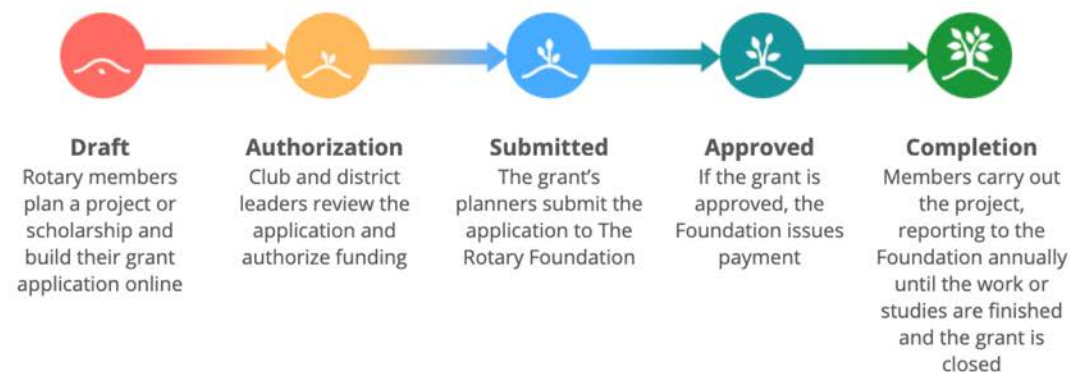 Draft
Rotary members
plan a project or
scholarship and
build their grant
application online
Authorization
Club and district
leaders review the
application and
authorize funding
Submitted
The grant's
planners submit the
application to The
Rotary Foundation
Approved
If the grant is
approved, the
Foundation issues
payment
Completion
Members carry out
the project,
reporting to the
Foundation annually
until the work or
studies are finished
and the grant is
closed